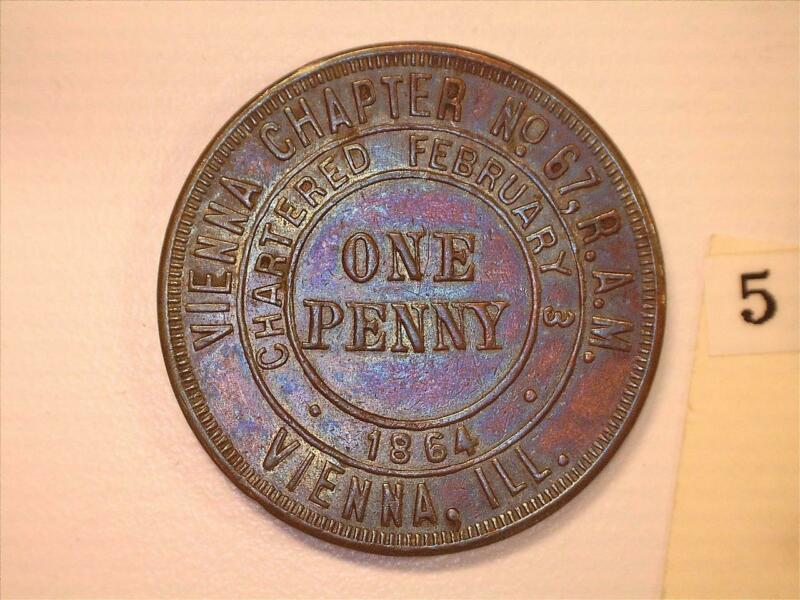 VIENNA CHAPTER No. 67, R.A.M.
VIENNA, ILL.
CHARTERED FEBRUARY 3
1864
ONE
PENNY
5